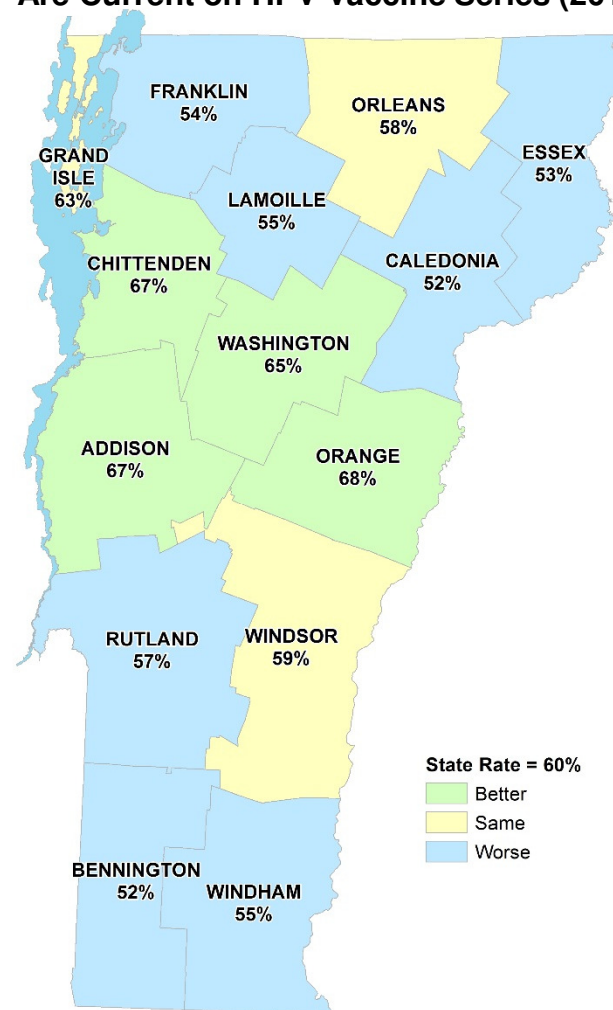 Are Current on HPV Vaccine Series
FRANKLIN
54%
ORLEANS
58%
ESSEX
53%
GRAND
ISLE
63%
LAMOILLE
55%
CHITTENDEN
67%
CALEDONIA
52%
WASHINGTON
65%
ADDISON
67%
ORANGE
68%
RUTLAND
57%
WINDSOR
59%
State Rate = 60%
Better
Same
Worse
BENNINGTON
52%
WINDHAM
55%